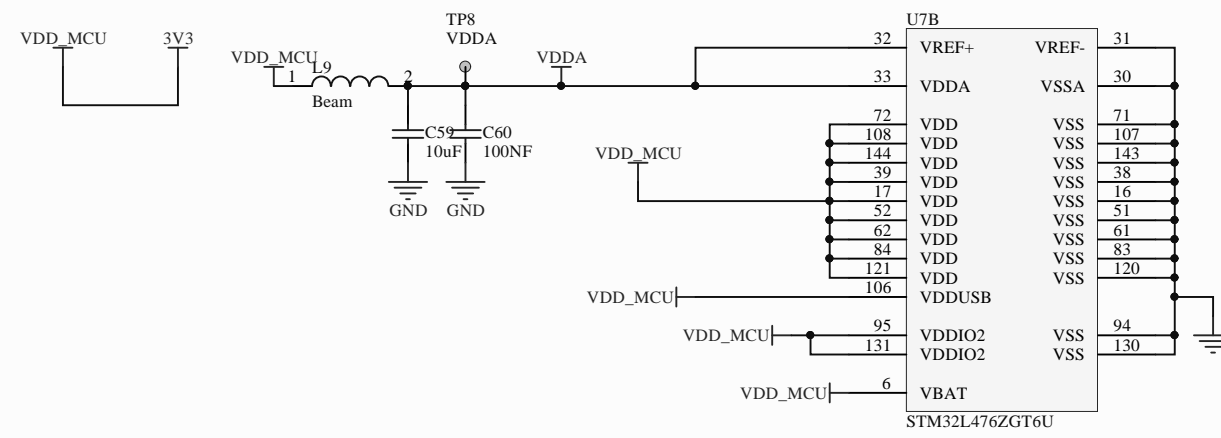 VDD_MCU
3V3
VDD_MCU
1
L9
2
Beam
TP8
VDDA
VDDA
C59
10uF
C60
100NF
GND
GND
VDD_MCU
VDD_MCU
VDD_MCU
VDD_MCU
U7B
32 VREF+ VREF- 31
33 VDDA VSSA 30
72 VDD VSS 71
108 VDD VSS 107
144 VDD VSS 143
39 VDD VSS 38
17 VDD VSS 16
52 VDD VSS 51
62 VDD VSS 61
84 VDD VSS 83
121 VDD VSS 120
106 VDDUSB
95 VDDIO2 VSS 94
131 VDDIO2 VSS 130
6 VBAT
STM32L476ZGT6U